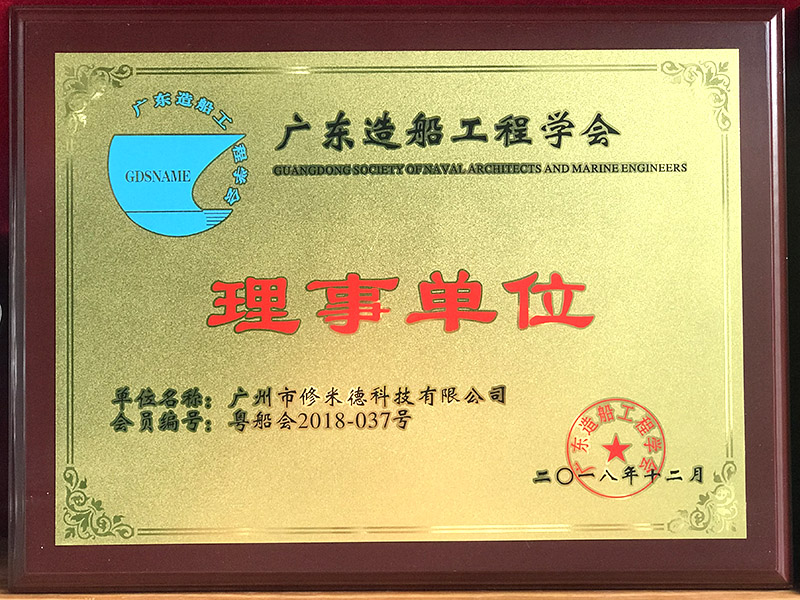 广东造船工程学会
GDSNAME
广东造船工程学会
GUANGDONG SOCIETY OF NAVAL ARCHITECTS AND MARINE ENGINEERS
理事单位
单位名称：广州市修米德科技有限公司
会员编号：粤船会2018-037号
广东造船工程学会
二〇一八年十二月